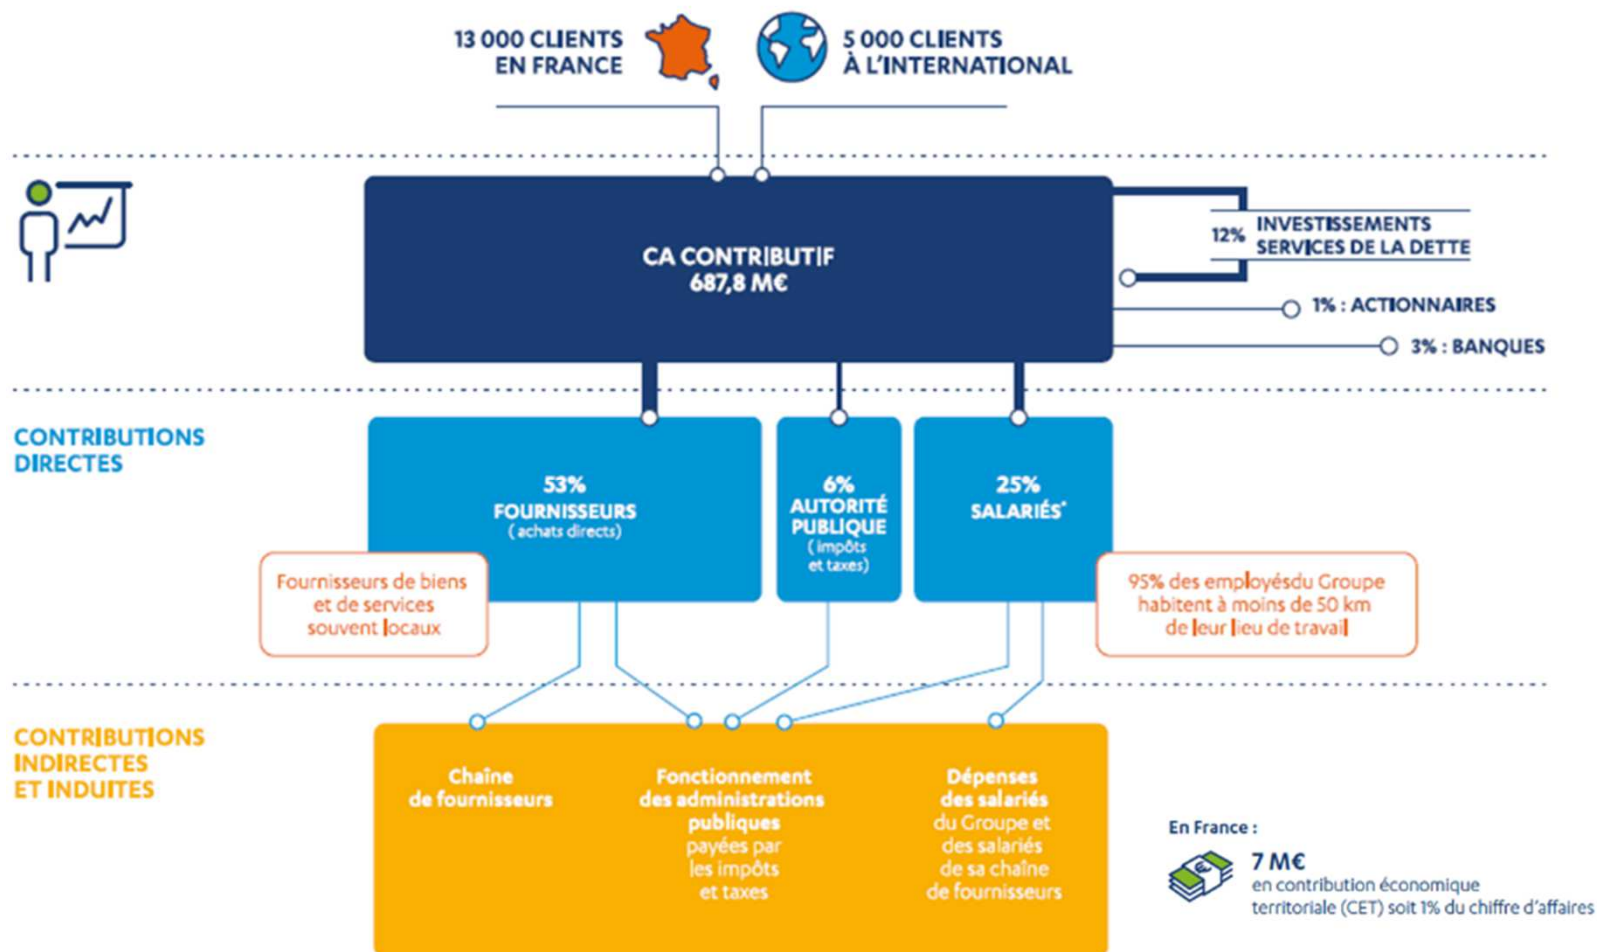 13 000 CLIENTS
EN FRANCE
5 000 CLIENTS
À L'INTERNATIONAL
CA CONTRIBUTIF
687,8 M€
12%
INVESTISSEMENTS
SERVICES DE LA DETTE
1% : ACTIONNAIRES
3% : BANQUES
CONTRIBUTIONS
DIRECTES
53%
FOURNISSEURS
(achats directs)
6%
AUTORITÉ
PUBLIQUE
(impôts
et taxes)
25%
SALARIÉS*
Fournisseurs de biens
et de services
souvent locaux
95% des employésdu Groupe
habitent à moins de 50 km
de leur lieu de travail
CONTRIBUTIONS
INDIRECTES
ET INDUITES
Chaîne
de fournisseurs
Fonctionnement
des administrations
publiques
payées par
les impôts
et taxes
Dépenses
des salariés
du Groupe et
des salariés
de sa chaîne
de fournisseurs
En France :
7 M€
en contribution économique
territoriale (CET) soit 1% du chiffre d'affaires